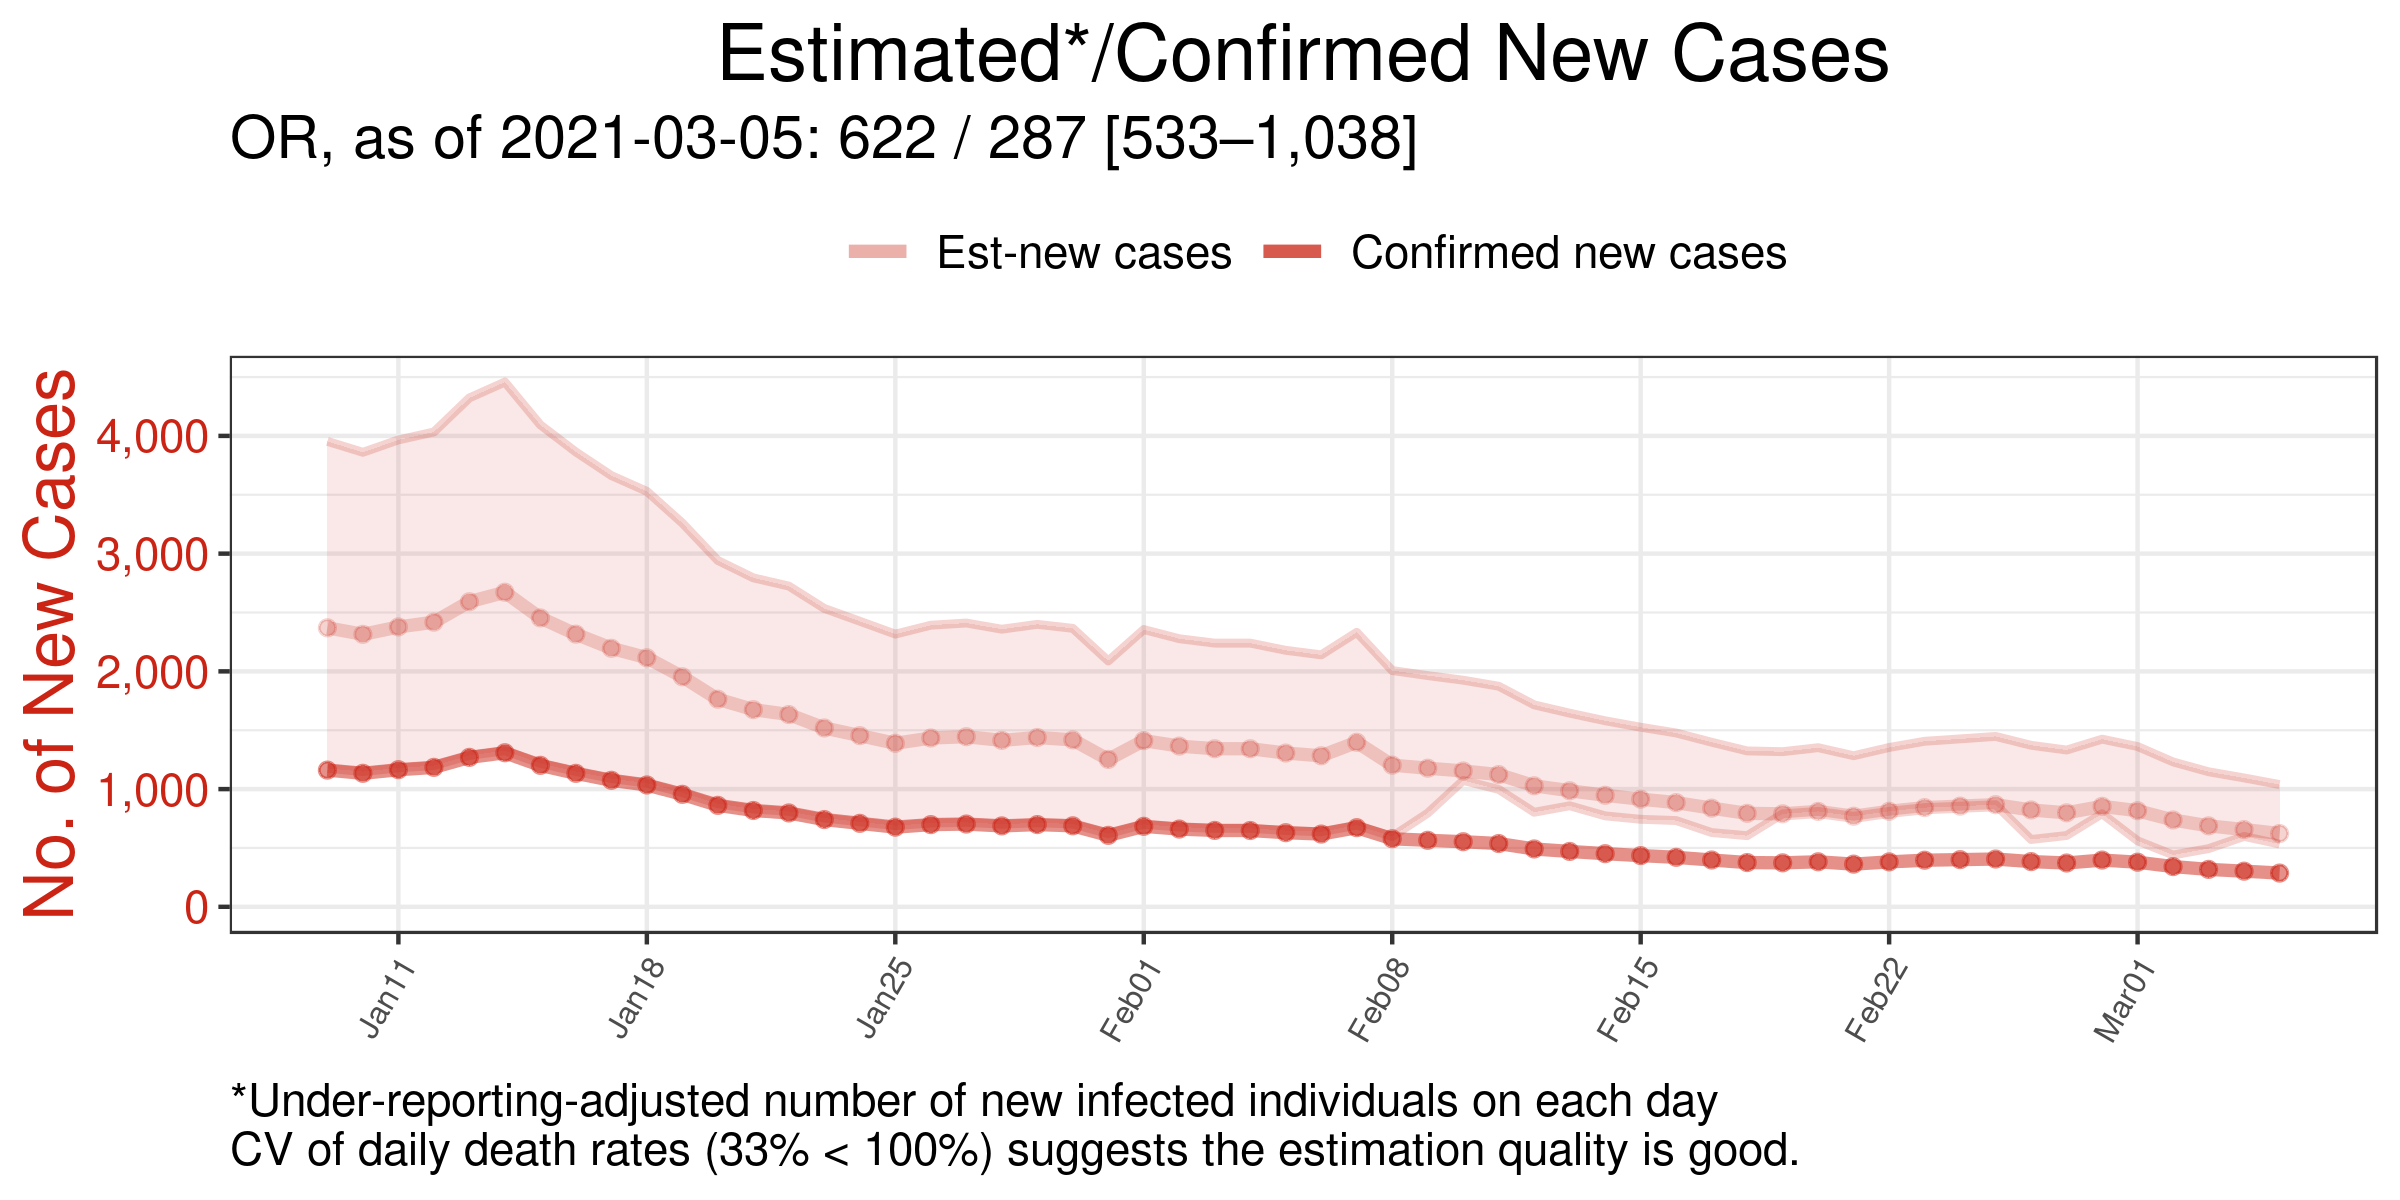 Estimated*/Confirmed New Cases
OR, as of 2021-03-05: 622 / 287 [533–1,038]
Est-new cases Confirmed new cases
No. of New Cases
4,000
3,000
2,000
1,000
0
Jan11 Jan18 Jan25 Feb01 Feb08 Feb15 Feb22 Mar01
*Under-reporting-adjusted number of new infected individuals on each day
CV of daily death rates (33% < 100%) suggests the estimation quality is good.